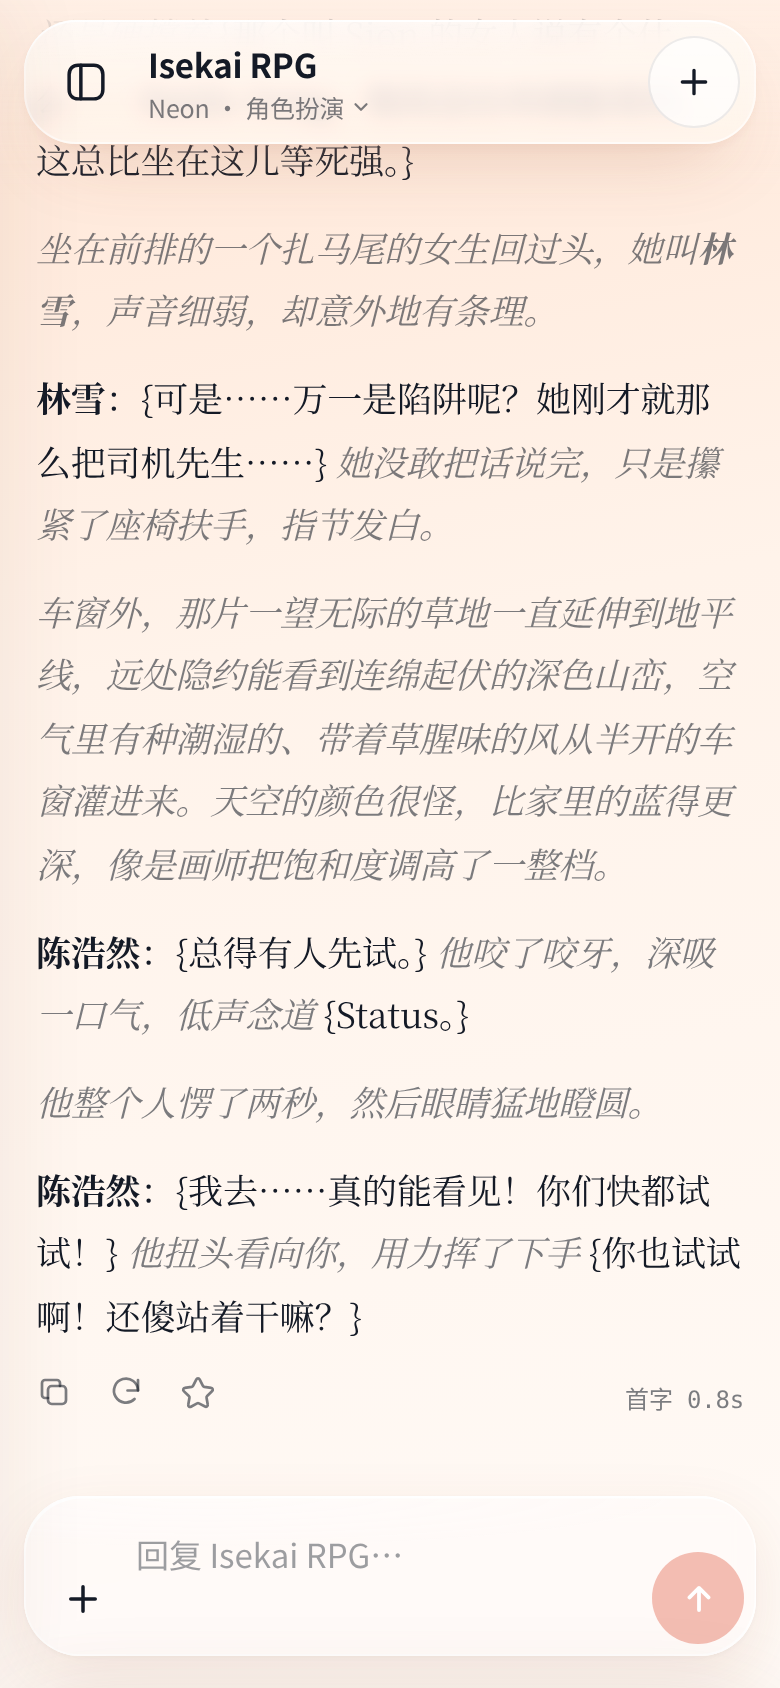 Isekai RPG
Neon • 角色扮演
这总比坐在这儿等死强。}
坐在前排的一个扎马尾的女生回过头，她叫林
雪，声音细弱，却意外地有条理。
林雪：{可是……万一是陷阱呢？她刚才就那
么把司机先生……} 她没敢把话说完，只是攥
紧了座椅扶手，指节发白。
车窗外，那片一望无际的草地一直延伸到地平
线，远处隐约能看到连绵起伏的深色山峦，空
气里有种潮湿的、带着草腥味的风从半开的车
窗灌进来。天空的颜色很怪，比家里的蓝得更
深，像是画师把饱和度调高了一整档。
陈浩然：{总得有人先试。} 他咬了咬牙，深吸
一口气，低声念道 {Status。}
他整个人愣了两秒，然后眼睛猛地瞪圆。
陈浩然：{我去……真的能看见！你们快都试
试！} 他扭头看向你，用力挥了下手 {你也试试
啊！还傻站着干嘛？}
首字 0.8s
回复 Isekai RPG…